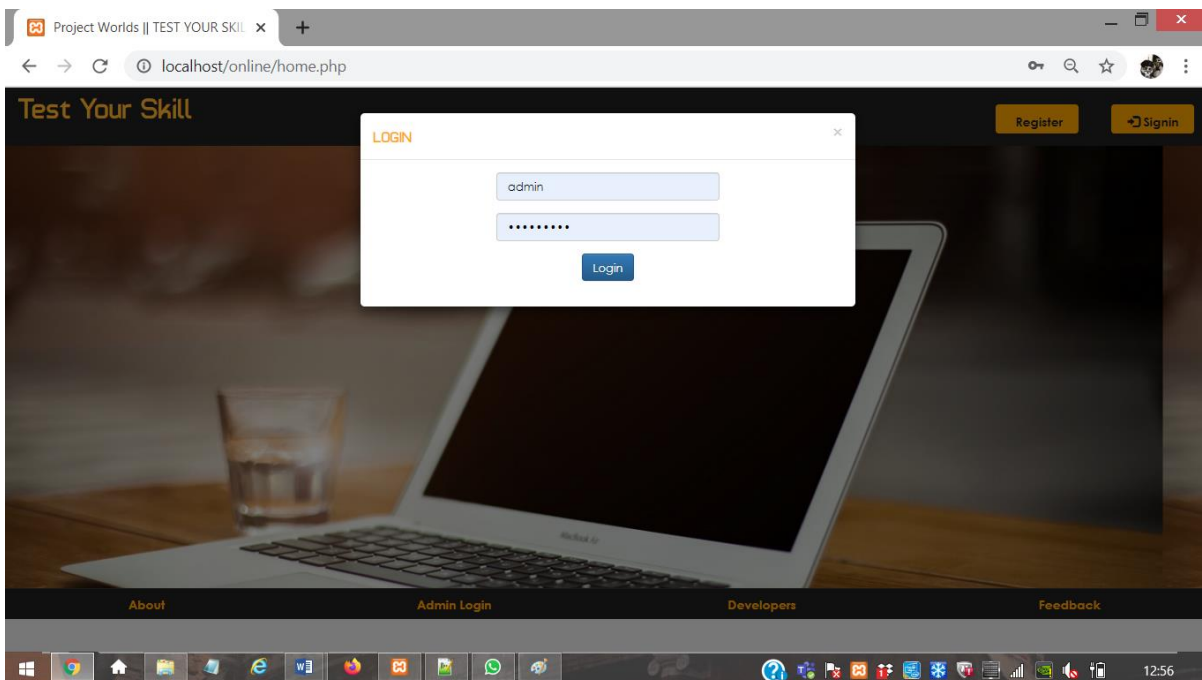 Project Worlds || TEST YOUR SKIL
localhost/online/home.php
Test Your Skill
Register
Signin
LOGIN
admin
•••••••••
Login
About
Admin Login
Developers
Feedback
12:56